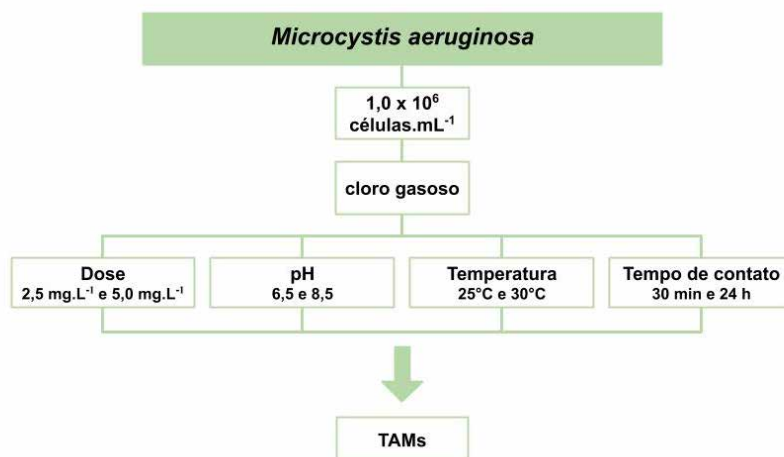 Microcystis aeruginosa
1,0 x 10⁶
células.mL⁻¹
cloro gasoso
Dose
2,5 mg.L⁻¹ e 5,0 mg.L⁻¹
pH
6,5 e 8,5
Temperatura
25°C e 30°C
Tempo de contato
30 min e 24 h
TAMs